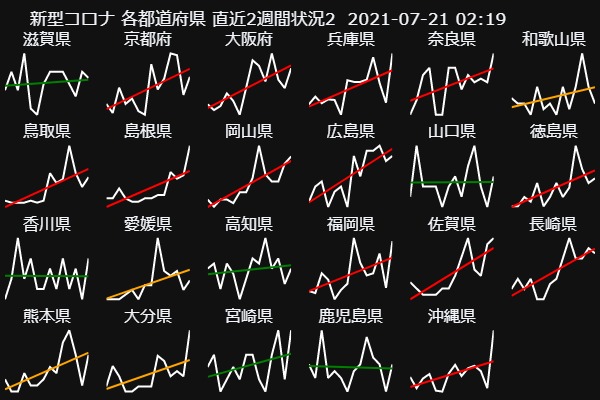 新型コロナ 各都道府県 直近2週間状況2 2021-07-21 02:19
滋賀県 京都府 大阪府 兵庫県 奈良県 和歌山県
鳥取県 島根県 岡山県 広島県 山口県 徳島県
香川県 愛媛県 高知県 福岡県 佐賀県 長崎県
熊本県 大分県 宮崎県 鹿児島県 沖縄県